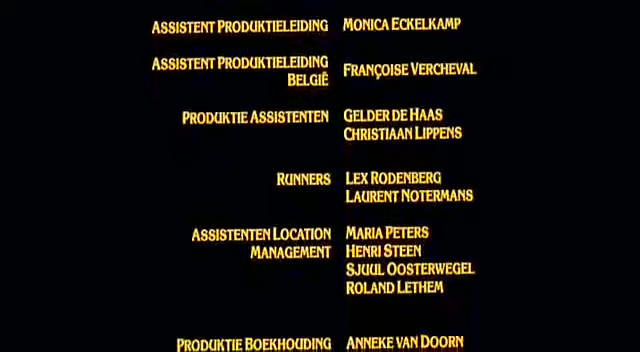 ASSISTENT PRODUKTIELEIDING MONICA ECKELKAMP
ASSISTENT PRODUKTIELEIDING
BELGIË
FRANÇOISE VERCHEVAL
PRODUKTIE ASSISTENTEN GELDER DE HAAS
CHRISTIAAN LIPPENS
RUNNERS LEX RODENBERG
LAURENT NOTERMANS
ASSISTENTEN LOCATION MARIA PETERS
MANAGEMENT HENRI STEEN
SJUUL OOSTERWEGEL
ROLAND LETHEM
PRODUKTIE BOEKHOUDING ANNEKE VAN DOORN